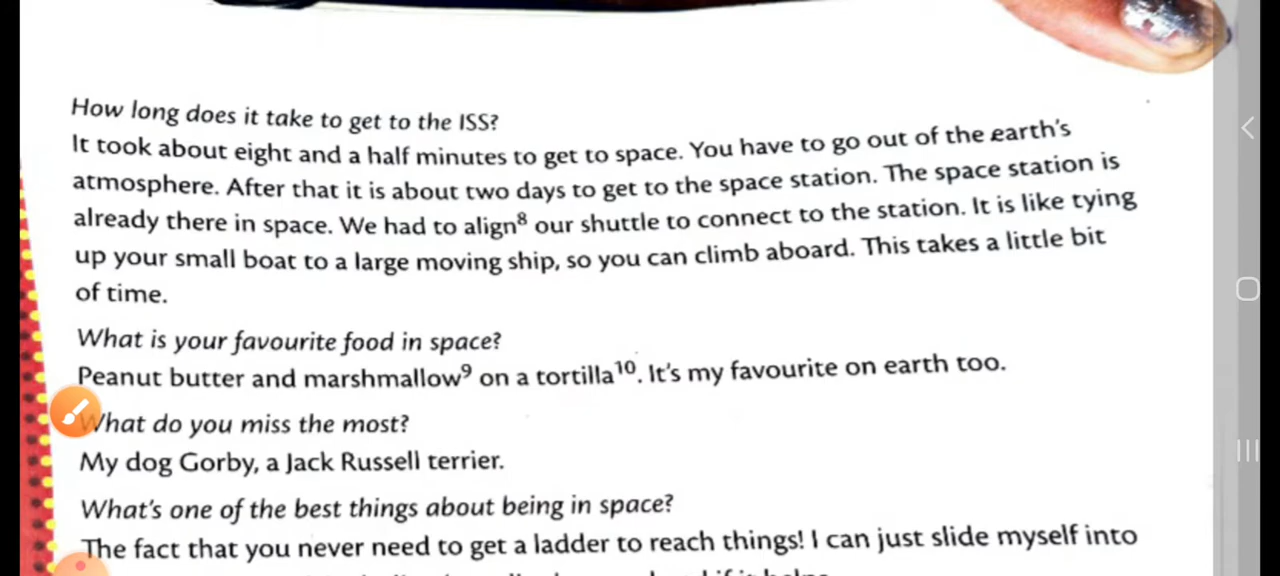 How long does it take to get to the ISS?
It took about eight and a half minutes to get to space. You have to go out of the earth's
atmosphere. After that it is about two days to get to the space station. The space station is
already there in space. We had to align⁸ our shuttle to connect to the station. It is like tying
up your small boat to a large moving ship, so you can climb aboard. This takes a little bit
of time.
What is your favourite food in space?
Peanut butter and marshmallow⁹ on a tortilla¹⁰. It's my favourite on earth too.
What do you miss the most?
My dog Gorby, a Jack Russell terrier.
What's one of the best things about being in space?
The fact that you never need to get a ladder to reach things! I can just slide myself into